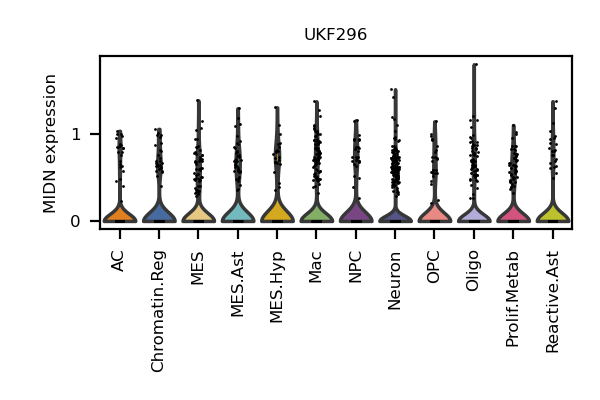 UKF296
MIDN expression
1
0
AC
Chromatin.Reg
MES
MES.Ast
MES.Hyp
Mac
NPC
Neuron
OPC
Oligo
Prolif.Metab
Reactive.Ast